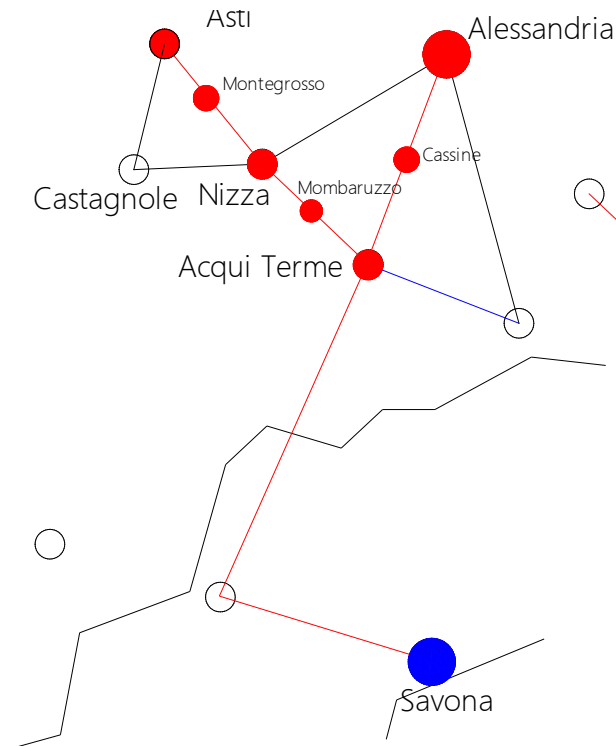 Asti
Alessandria
Montegrosso
Cassine
Castagnole
Nizza
Mombaruzzo
Acqui Terme
Savona